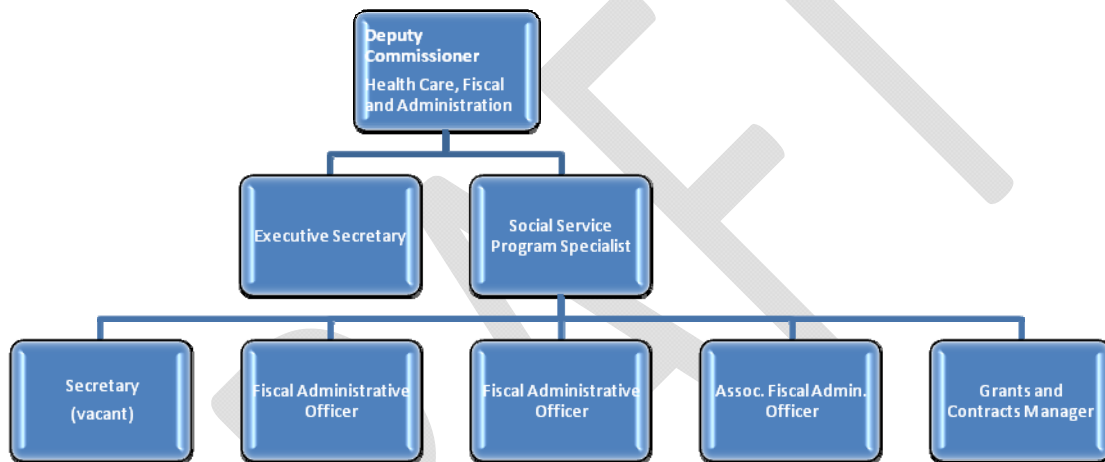 Deputy
Commissioner
Health Care, Fiscal
and Administration
Executive Secretary
Social Service
Program Specialist
Secretary
(vacant)
Fiscal Administrative
Officer
Fiscal Administrative
Officer
Assoc. Fiscal Admin.
Officer
Grants and
Contracts Manager